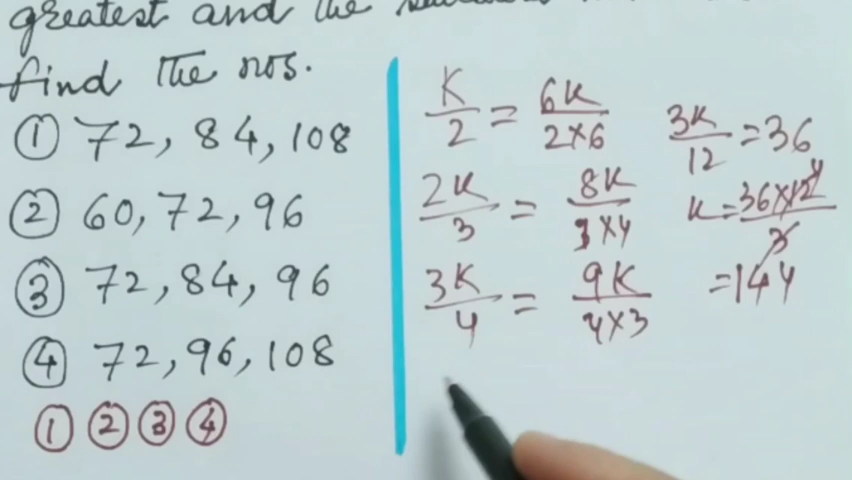 greatest and the
find the nos.
① 72, 84, 108
② 60, 72, 96
③ 72, 84, 96
④ 72, 96, 108
① ② ③ ④
K/2 = 6K/2×6
2K/3 = 8K/3×4
3K/4 = 9K/4×3
3K/12 = 36
K = 36×12/3
= 144